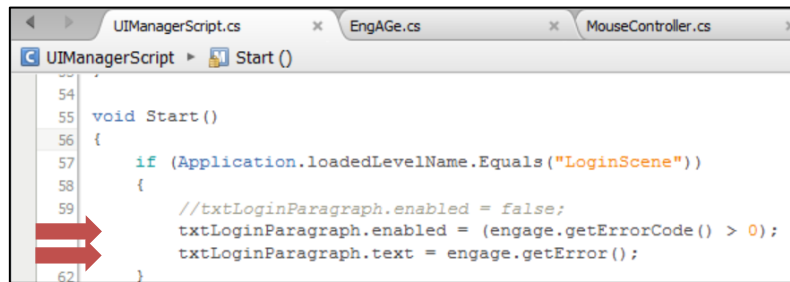 UIManagerScript.cs × EngAGe.cs × MouseController.cs ×
C UIManagerScript ▸ M Start ()
54
55 void Start()
56 {
57 if (Application.loadedLevelName.Equals("LoginScene"))
58 {
59 //txtLoginParagraph.enabled = false;
txtLoginParagraph.enabled = (engage.getErrorCode() > 0);
txtLoginParagraph.text = engage.getError();
62 }